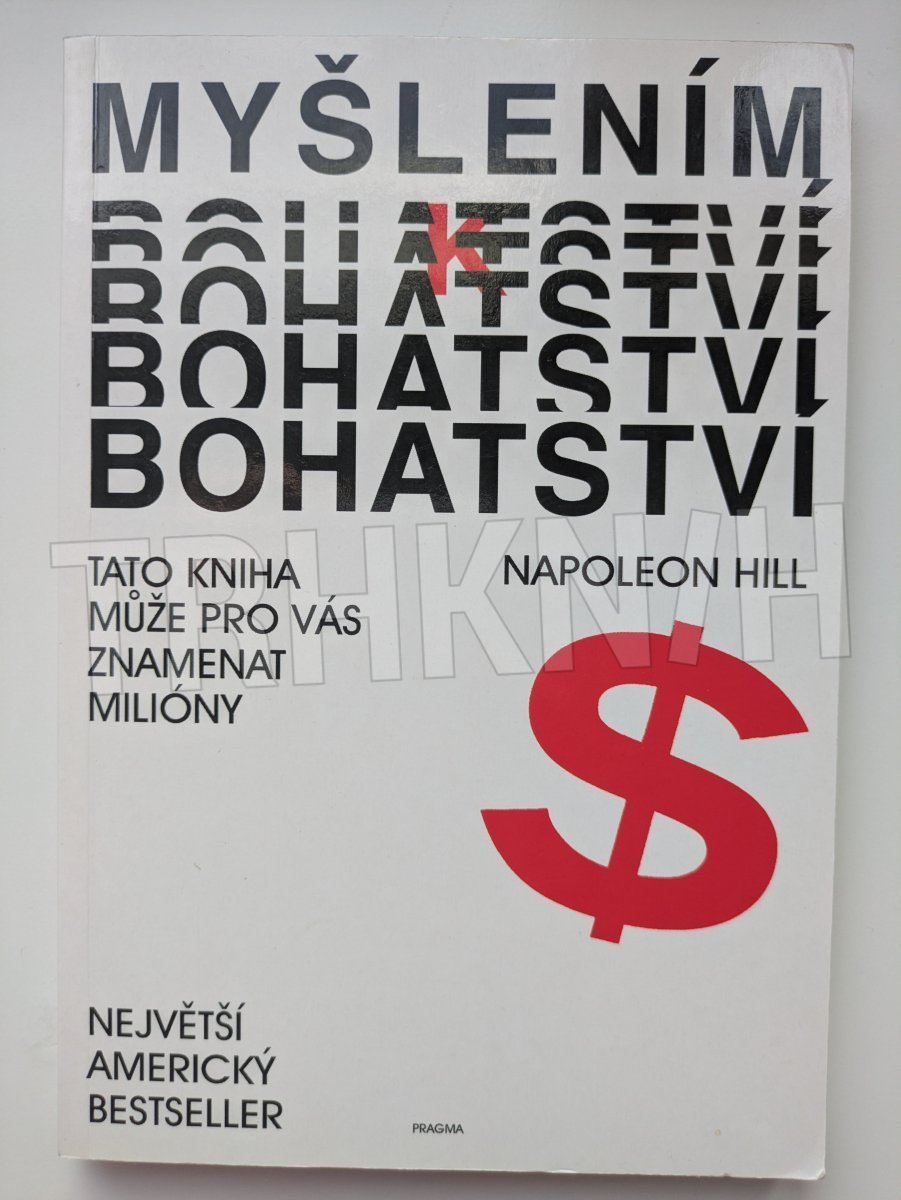 MYŠLENÍM
K
BOHATSTVÍ
BOHATSTVÍ
BOHATSTVÍ
BOHATSTVÍ
BOHATSTVÍ
TATO KNIHA
MŮŽE PRO VÁS
ZNAMENAT
MILIÓNY
NAPOLEON HILL
$
TRHKNIH
NEJVĚTŠÍ
AMERICKÝ
BESTSELLER
PRAGMA